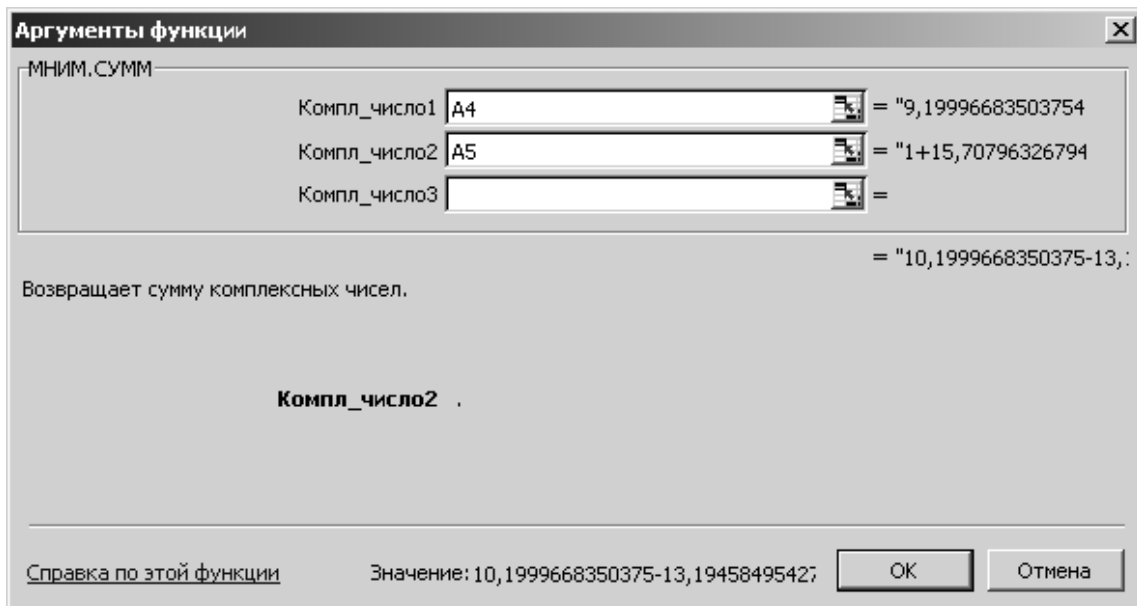 Аргументы функции
МНИМ.СУММ
Компл_число1 A4 = "9,19996683503754
Компл_число2 A5 = "1+15,70796326794
Компл_число3 =
= "10,1999668350375-13,:
Возвращает сумму комплексных чисел.
Компл_число2 .
Справка по этой функции Значение: 10,1999668350375-13,19458495427 OK Отмена